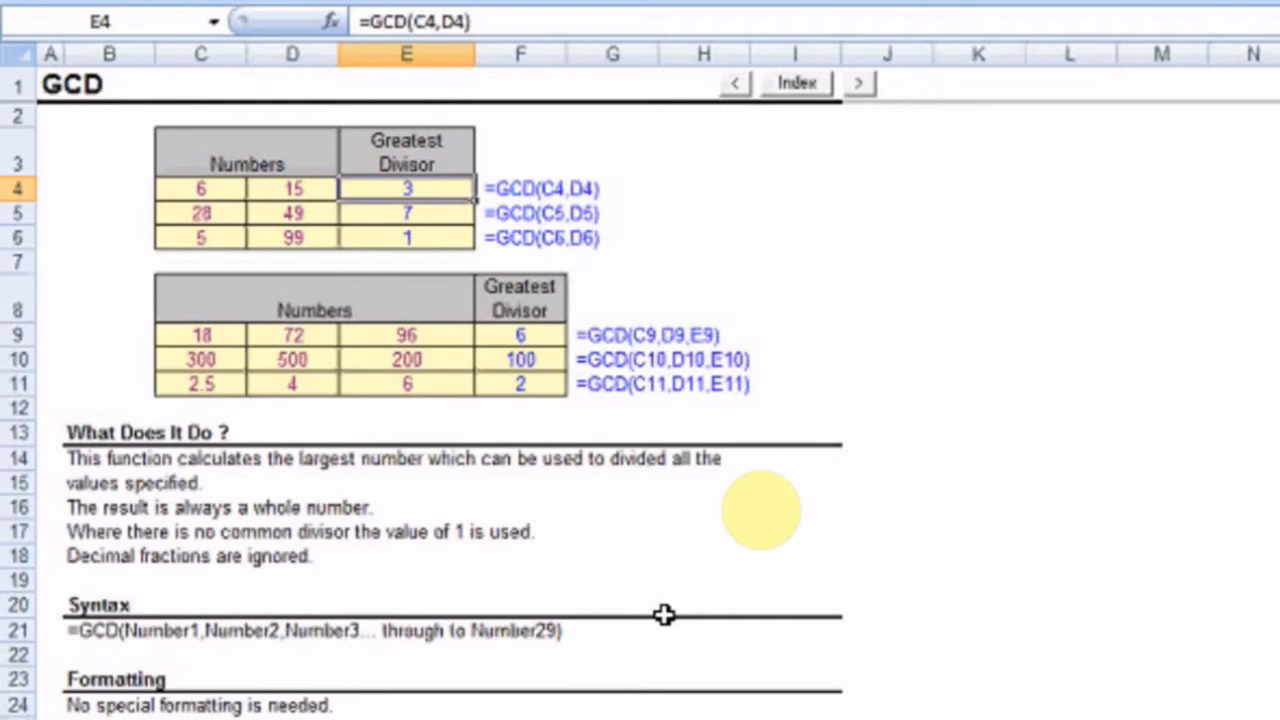 E4 fx =GCD(C4,D4)
A B C D E F G H I J K L M N
1 GCD < Index >
2
3 Numbers Greatest Divisor
4 6 15 3 =GCD(C4,D4)
5 28 49 7 =GCD(C5,D5)
6 5 99 1 =GCD(C6,D6)
7
8 Numbers Greatest Divisor
9 18 72 96 6 =GCD(C9,D9,E9)
10 300 500 200 100 =GCD(C10,D10,E10)
11 2.5 4 6 2 =GCD(C11,D11,E11)
12
13 What Does It Do ?
14 This function calculates the largest number which can be used to divided all the
15 values specified.
16 The result is always a whole number.
17 Where there is no common divisor the value of 1 is used.
18 Decimal fractions are ignored.
19
20 Syntax
21 =GCD(Number1,Number2,Number3... through to Number29)
22
23 Formatting
24 No special formatting is needed.